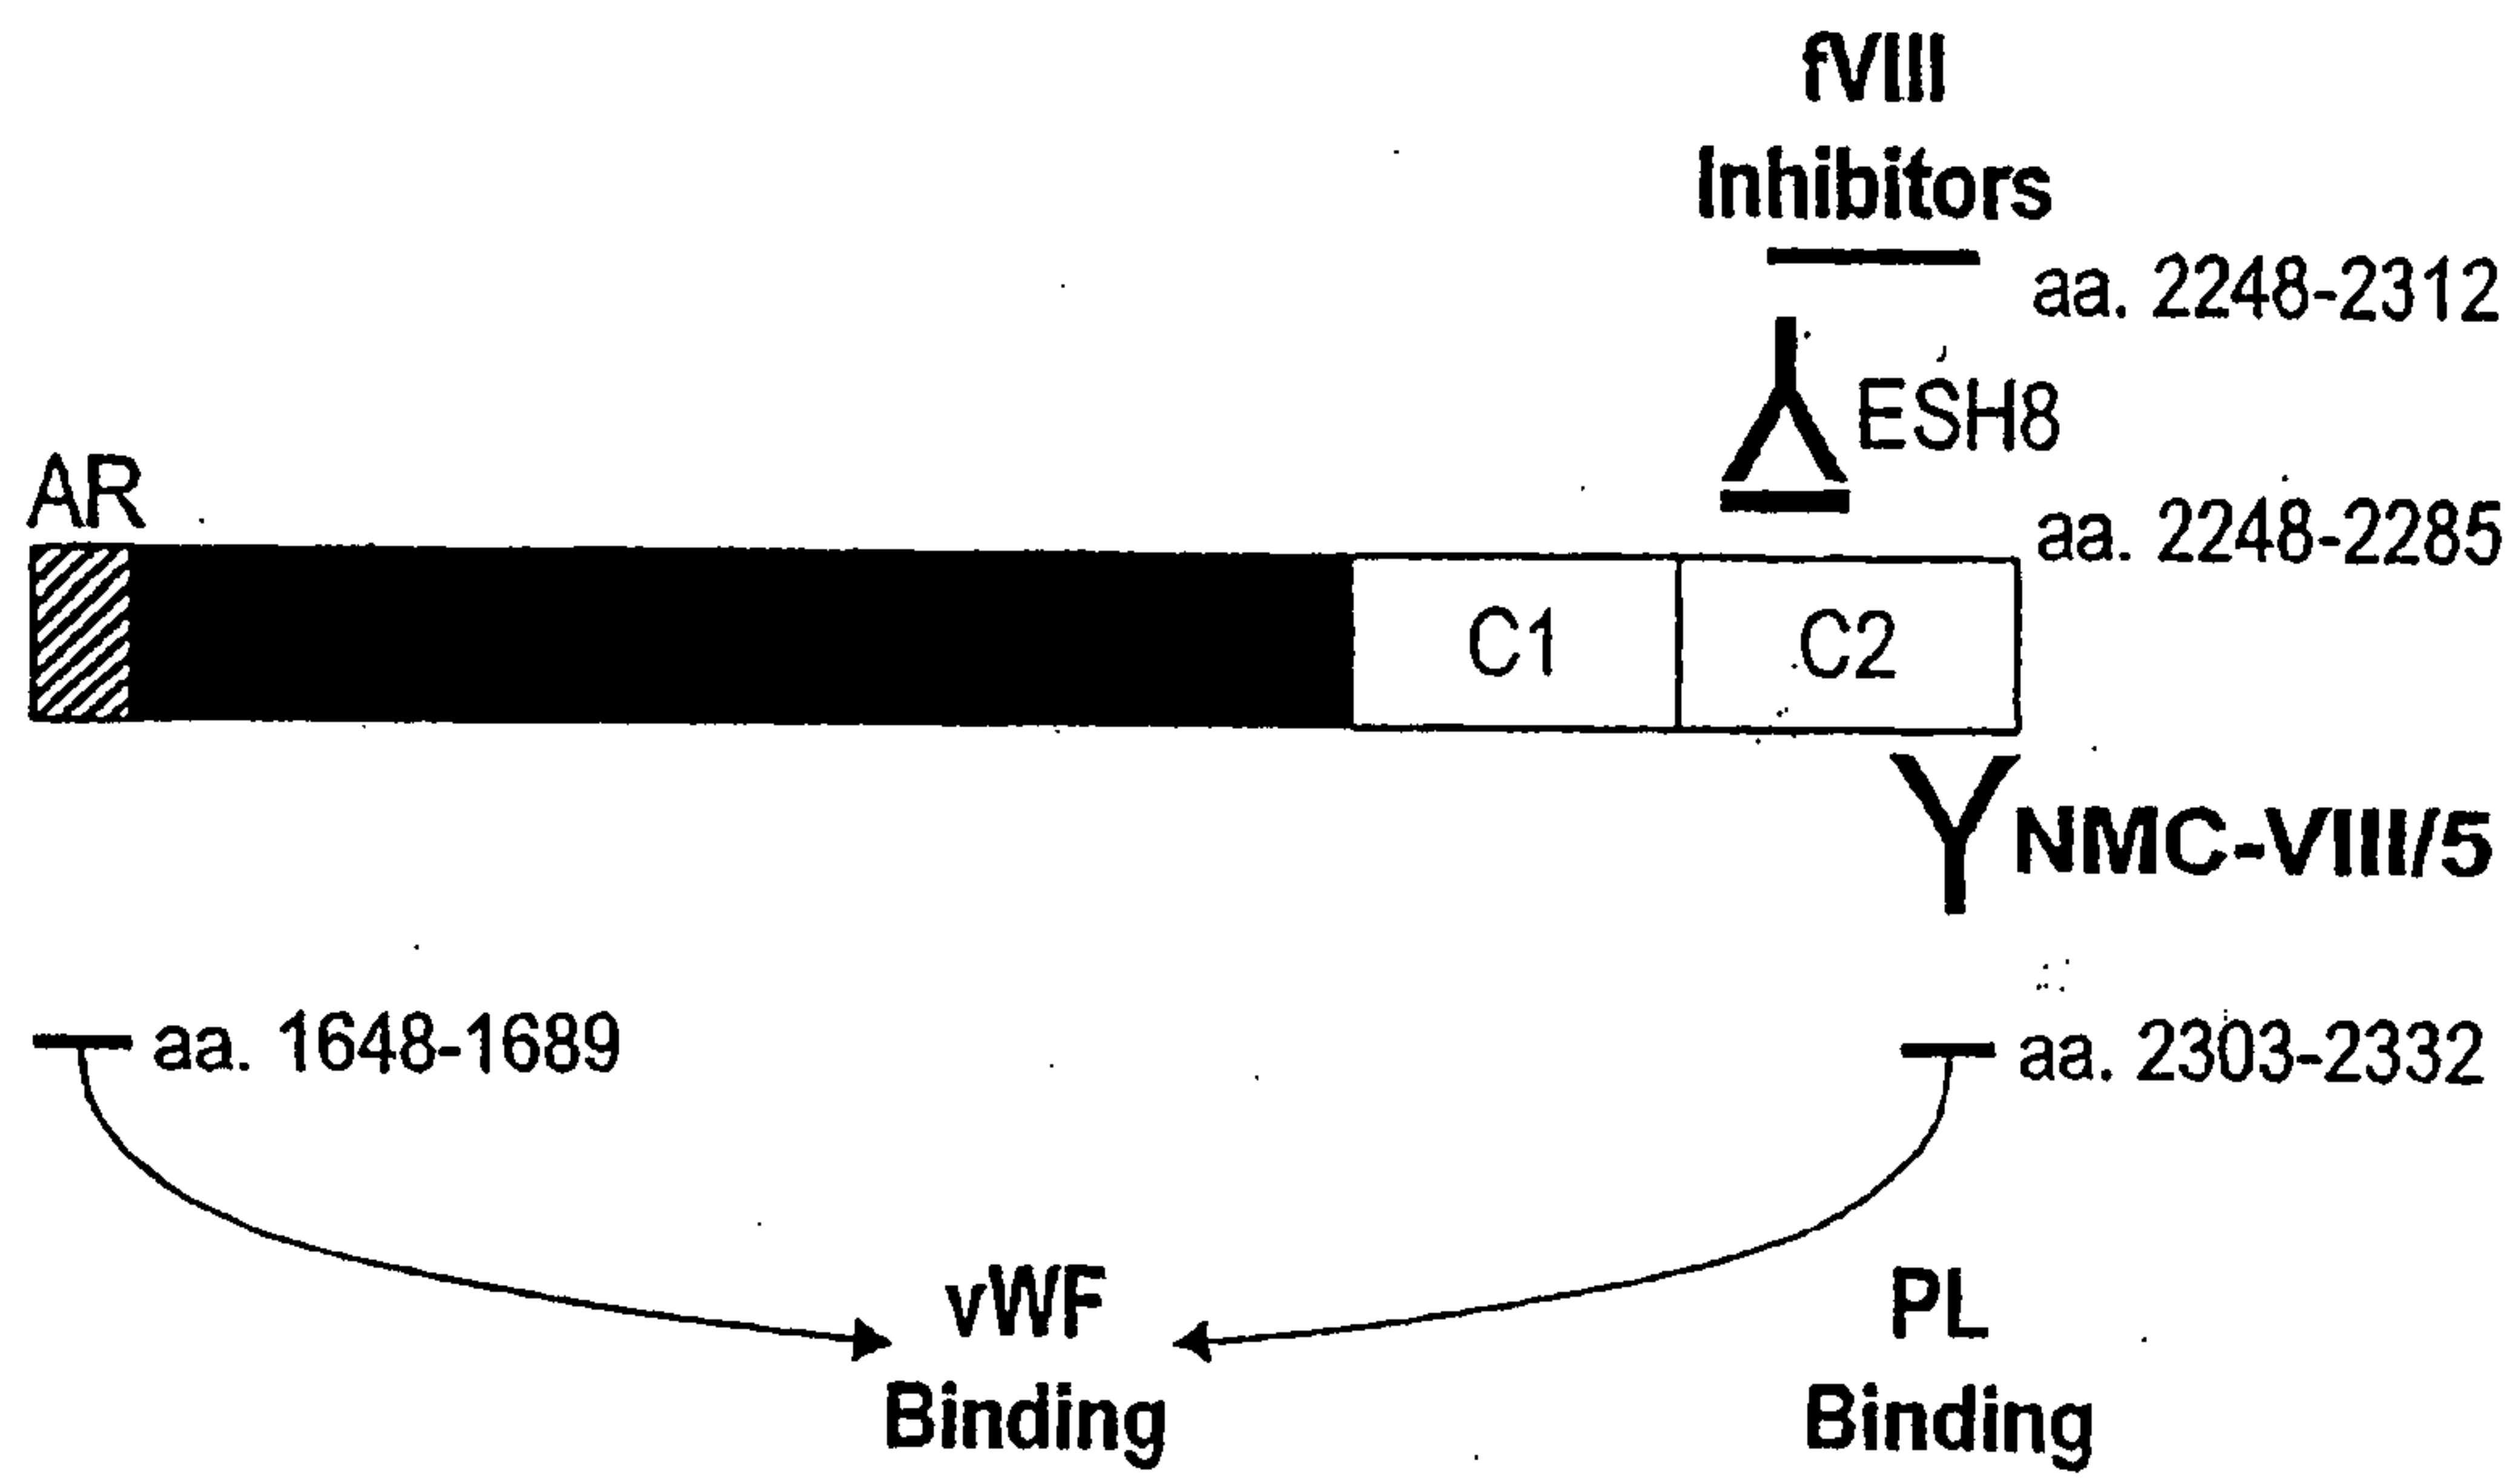 fVIII
Inhibitors
aa. 2248-2312
ESH8
AR
aa. 2248-2285
C1
C2
NMC-VIII/5
aa. 1648-1689
aa. 2303-2332
vWF
Binding
PL
Binding